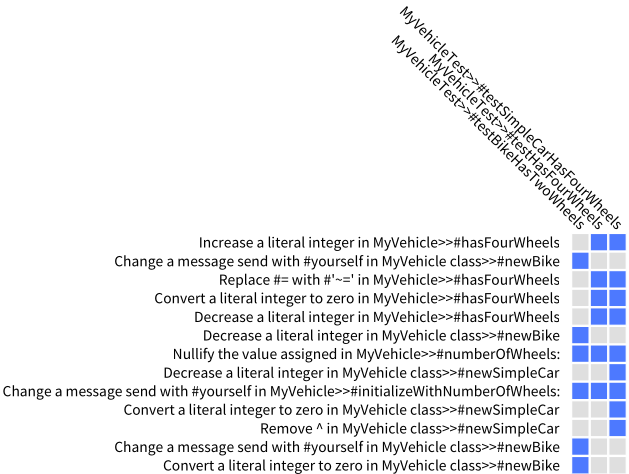 MyVehicleTest>>#testSimpleCarHasFourWheels
MyVehicleTest>>#testHasFourWheels
MyVehicleTest>>#testBikeHasTwoWheels
Increase a literal integer in MyVehicle>>#hasFourWheels
Change a message send with #yourself in MyVehicle class>>#newBike
Replace #= with #'~=' in MyVehicle>>#hasFourWheels
Convert a literal integer to zero in MyVehicle>>#hasFourWheels
Decrease a literal integer in MyVehicle>>#hasFourWheels
Decrease a literal integer in MyVehicle class>>#newBike
Nullify the value assigned in MyVehicle>>#numberOfWheels:
Decrease a literal integer in MyVehicle class>>#newSimpleCar
Change a message send with #yourself in MyVehicle>>#initializeWithNumberOfWheels:
Convert a literal integer to zero in MyVehicle class>>#newSimpleCar
Remove ^ in MyVehicle class>>#newSimpleCar
Change a message send with #yourself in MyVehicle class>>#newBike
Convert a literal integer to zero in MyVehicle class>>#newBike